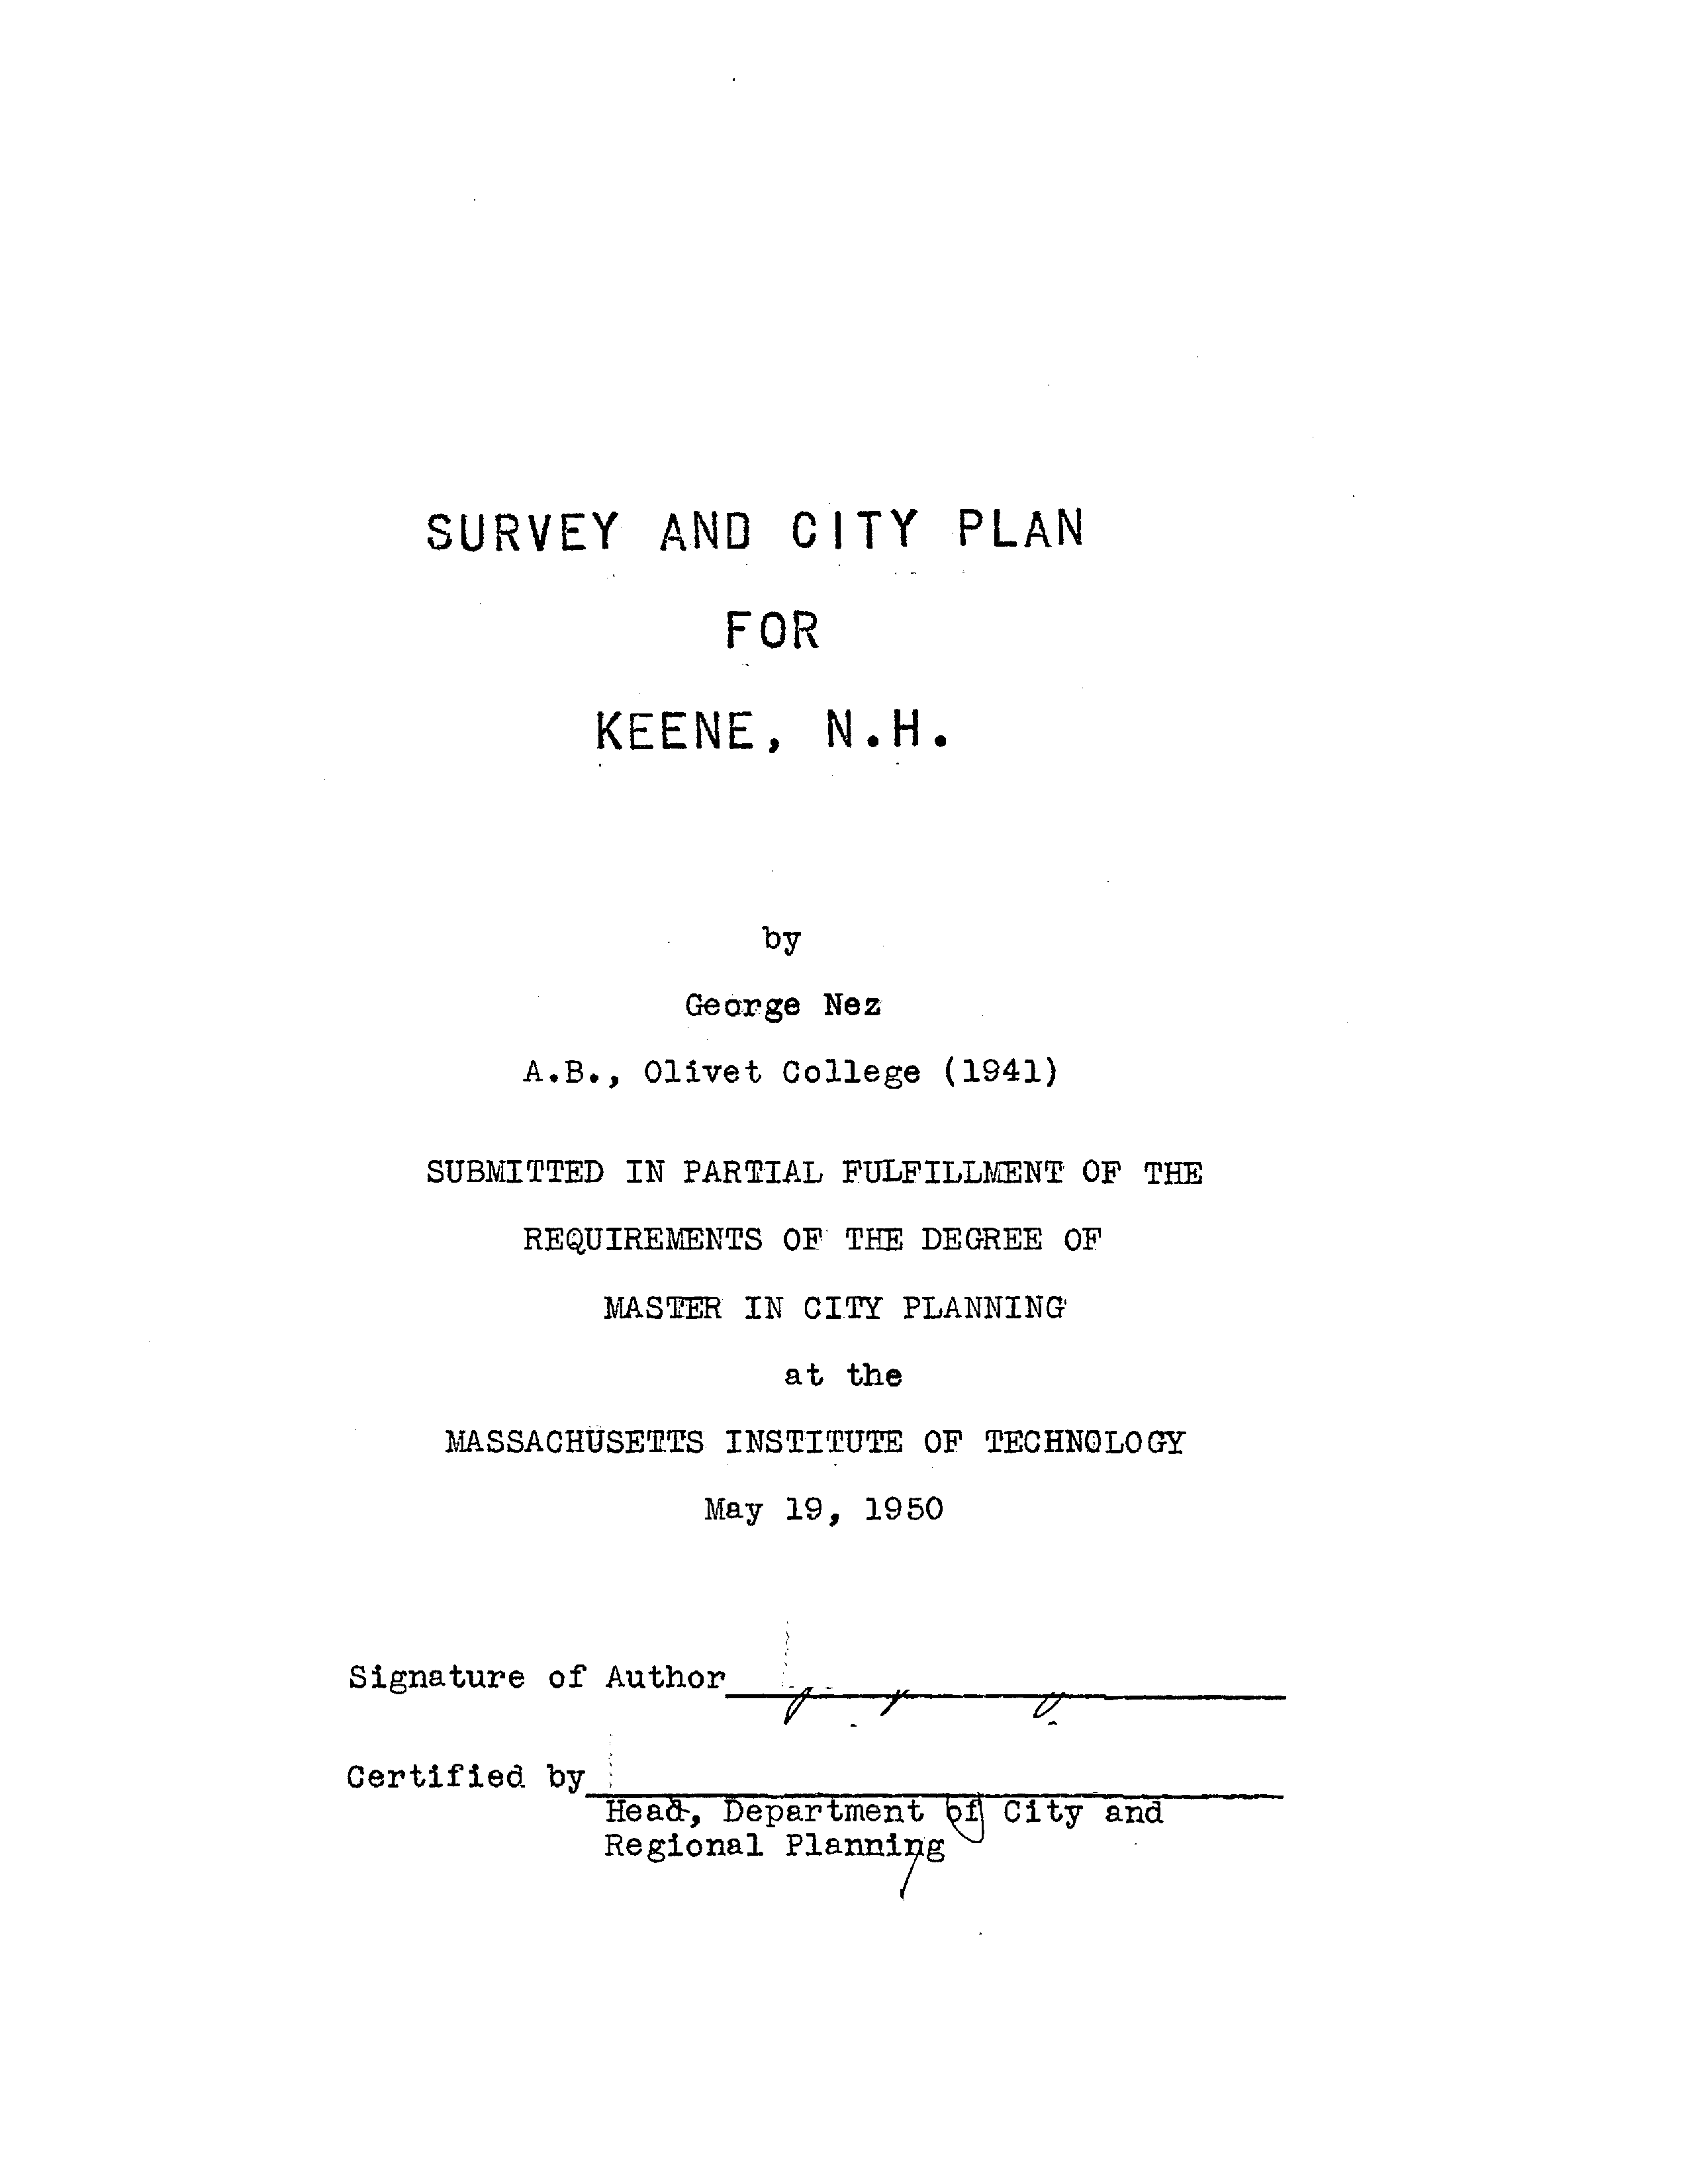 SURVEY AND CITY PLAN
FOR
KEENE, N.H.
by
George Nez
A.B., Olivet College (1941)
SUBMITTED IN PARTIAL FULFILLMENT OF THE
REQUIREMENTS OF THE DEGREE OF
MASTER IN CITY PLANNING
at the
MASSACHUSETTS INSTITUTE OF TECHNOLOGY
May 19, 1950
Signature of Author
Certified by
Head, Department of City and
Regional Planning